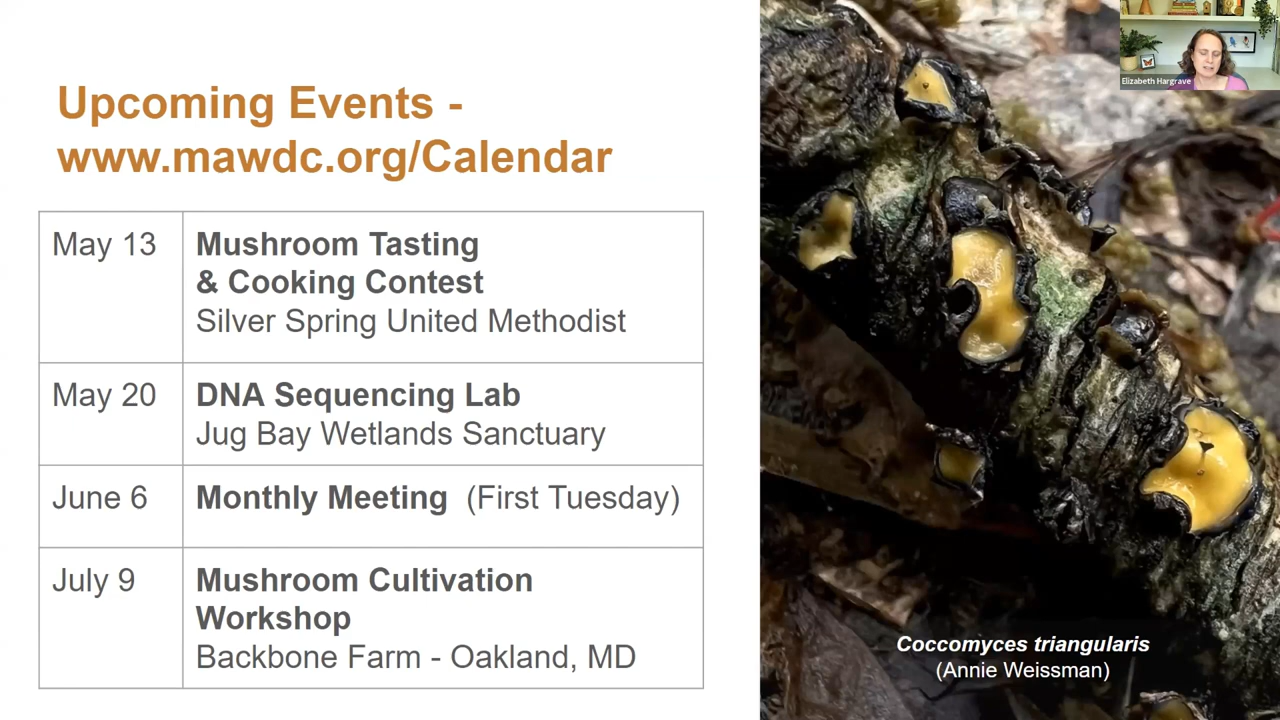 Upcoming Events -
www.mawdc.org/Calendar
May 13
Mushroom Tasting
& Cooking Contest
Silver Spring United Methodist
May 20
DNA Sequencing Lab
Jug Bay Wetlands Sanctuary
June 6
Monthly Meeting (First Tuesday)
July 9
Mushroom Cultivation
Workshop
Backbone Farm - Oakland, MD
Elizabeth Hargrave
Coccomyces triangularis
(Annie Weissman)